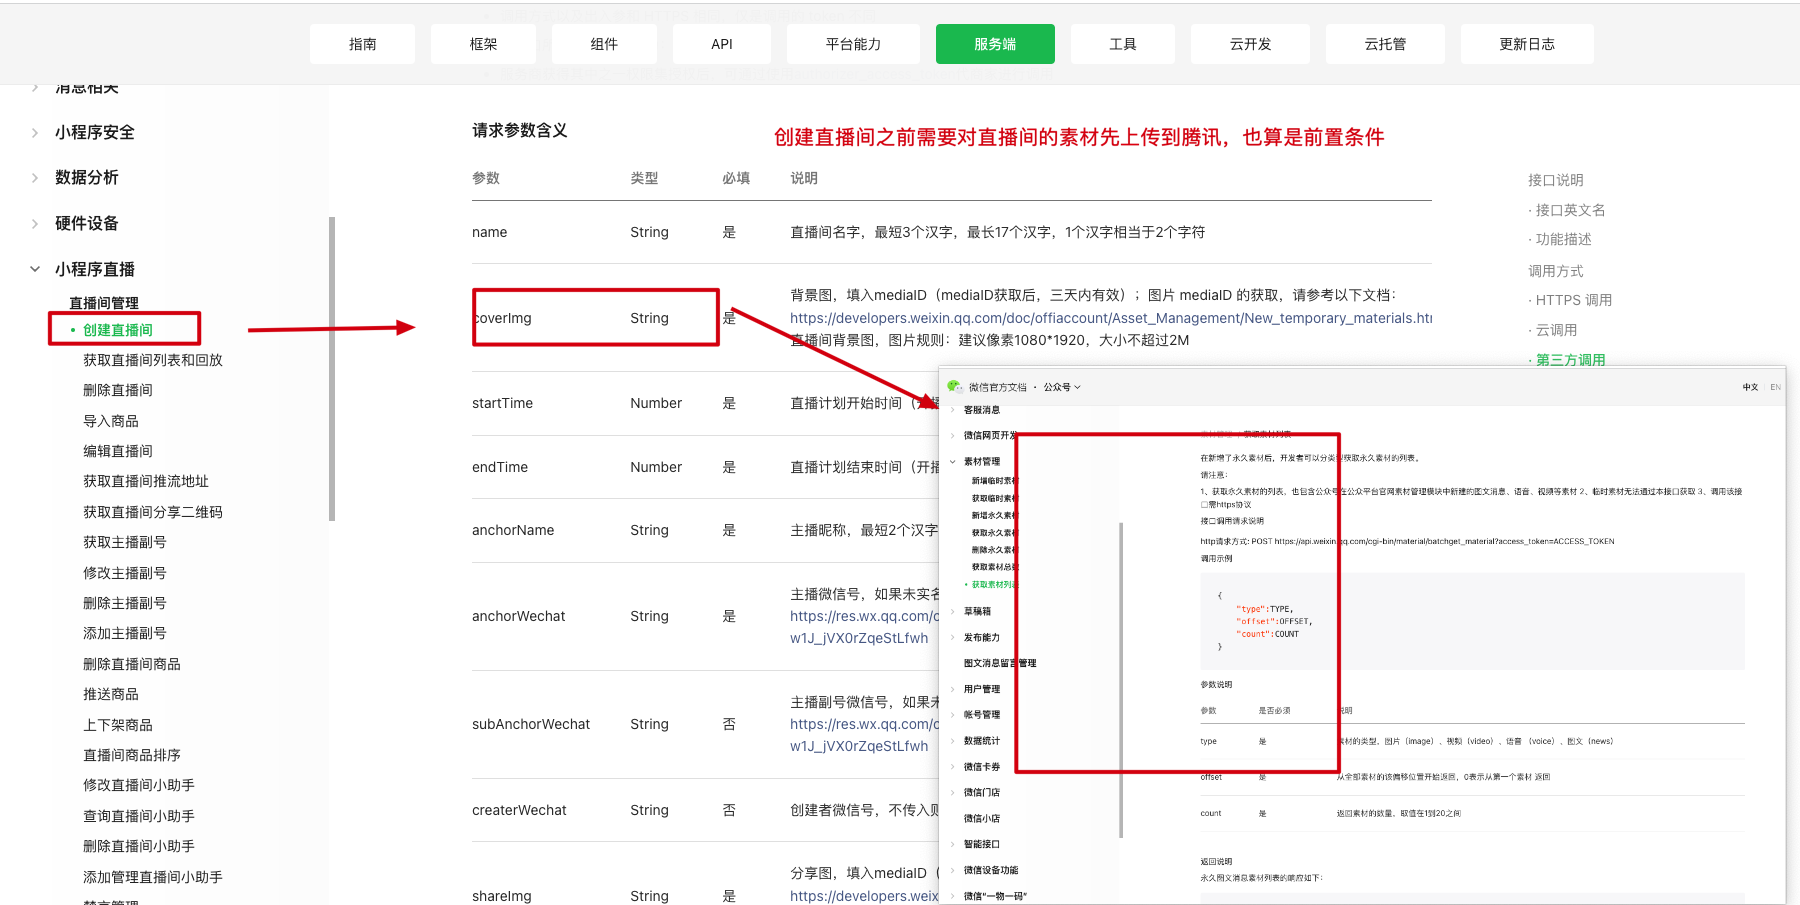 指南 框架 组件 API 平台能力 服务端 工具 云开发 云托管 更新日志
消息相关
小程序安全
数据分析
硬件设备
小程序直播
直播间管理
创建直播间
获取直播间列表和回放
删除直播间
导入商品
编辑直播间
获取直播间推流地址
获取直播间分享二维码
获取主播副号
修改主播副号
删除主播副号
添加主播副号
删除直播间商品
推送商品
上下架商品
直播间商品排序
修改直播间小助手
查询直播间小助手
删除直播间小助手
添加管理直播间小助手
禁言管理
请求参数含义
创建直播间之前需要对直播间的素材先上传到腾讯，也算是前置条件
参数 类型 必填 说明
name String 是 直播间名字，最短3个汉字，最长17个汉字，1个汉字相当于2个字符
背景图，填入mediaID（mediaID获取后，三天内有效）；图片 mediaID 的获取，请参考以下文档：
coverImg String 是 https://developers.weixin.qq.com/doc/offiaccount/Asset_Management/New_temporary_materials.htm
直播间背景图，图片规则：建议像素1080*1920，大小不超过2M
startTime Number 是 直播计划开始时间（开播
endTime Number 是 直播计划结束时间（开播
anchorName String 是 主播昵称，最短2个汉字
主播微信号，如果未实名
anchorWechat String 是 https://res.wx.qq.com/
w1J_jVX0rZqeStLfwh
主播副号微信号，如果未
subAnchorWechat String 否 https://res.wx.qq.com/
w1J_jVX0rZqeStLfwh
createrWechat String 否 创建者微信号，不传入则
分享图，填入mediaID（
shareImg String 是 https://developers.weix
接口说明
· 接口英文名
· 功能描述
调用方式
· HTTPS 调用
· 云调用
· 第三方调用
微信官方文档 · 公众号
中文 EN
客服消息
微信网页开发
素材管理
新增临时素材
获取临时素材
新增永久素材
获取永久素材
删除永久素材
获取素材总数
获取素材列表
草稿箱
发布能力
图文消息留言管理
用户管理
帐号管理
数据统计
微信卡券
微信门店
微信小店
智能接口
微信设备功能
微信“一物一码”
素材管理 / 获取素材列表
在新增了永久素材后，开发者可以分类型获取永久素材的列表。
请注意：
1、获取永久素材的列表，也包含公众号在公众平台官网素材管理模块中新建的图文消息、语音、视频等素材 2、临时素材无法通过本接口获取 3、调用该接
口需https协议
接口调用请求说明
http请求方式: POST https://api.weixin.qq.com/cgi-bin/material/batchget_material?access_token=ACCESS_TOKEN
调用示例
{
"type":TYPE,
"offset":OFFSET,
"count":COUNT
}
参数说明
参数 是否必须 说明
type 是 素材的类型，图片（image）、视频（video）、语音 （voice）、图文（news）
offset 是 从全部素材的该偏移位置开始返回，0表示从第一个素材 返回
count 是 返回素材的数量，取值在1到20之间
返回说明
永久图文消息素材列表的响应如下：